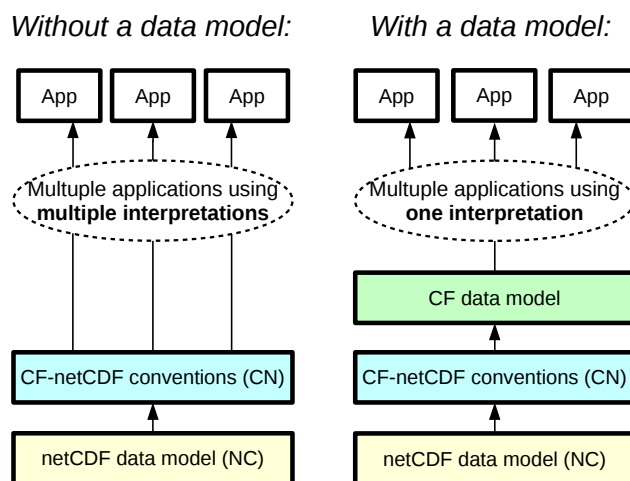 Without a data model:
App App App
Multuple applications using
multiple interpretations
CF-netCDF conventions (CN)
netCDF data model (NC)
With a data model:
App App App
Multuple applications using
one interpretation
CF data model
CF-netCDF conventions (CN)
netCDF data model (NC)